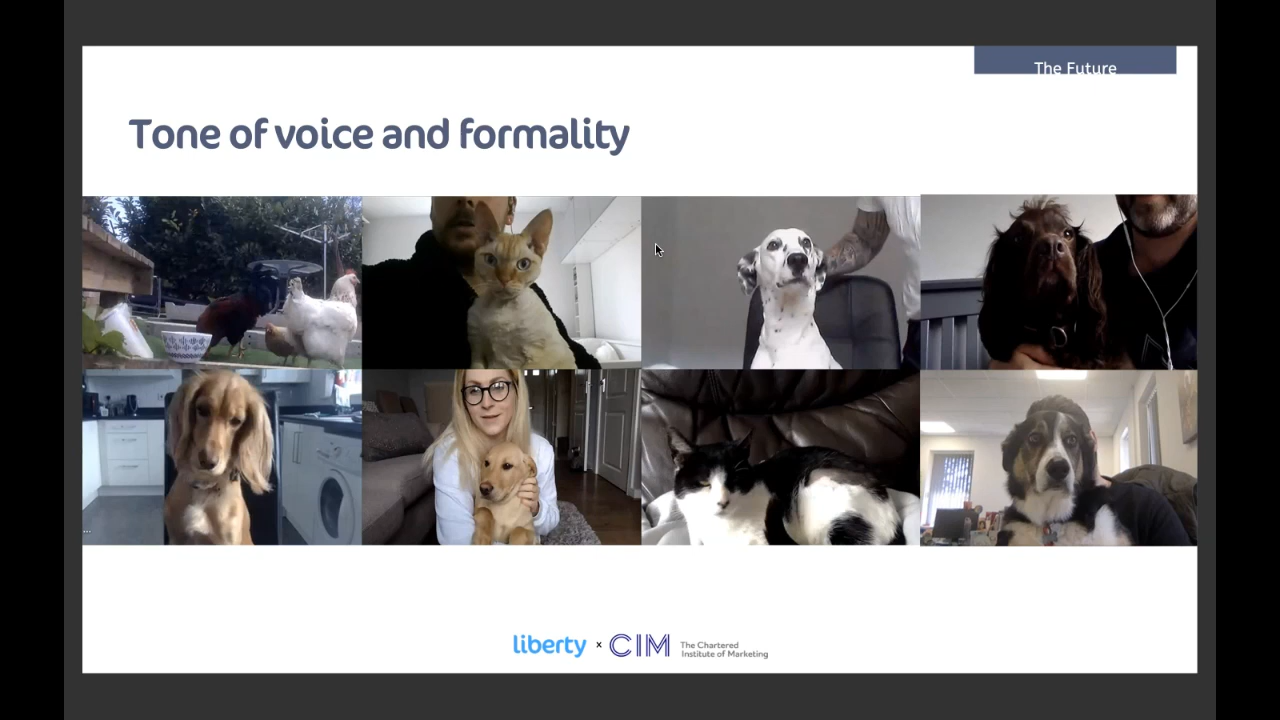 The Future
Tone of voice and formality
liberty x CIM The Chartered
Institute of Marketing